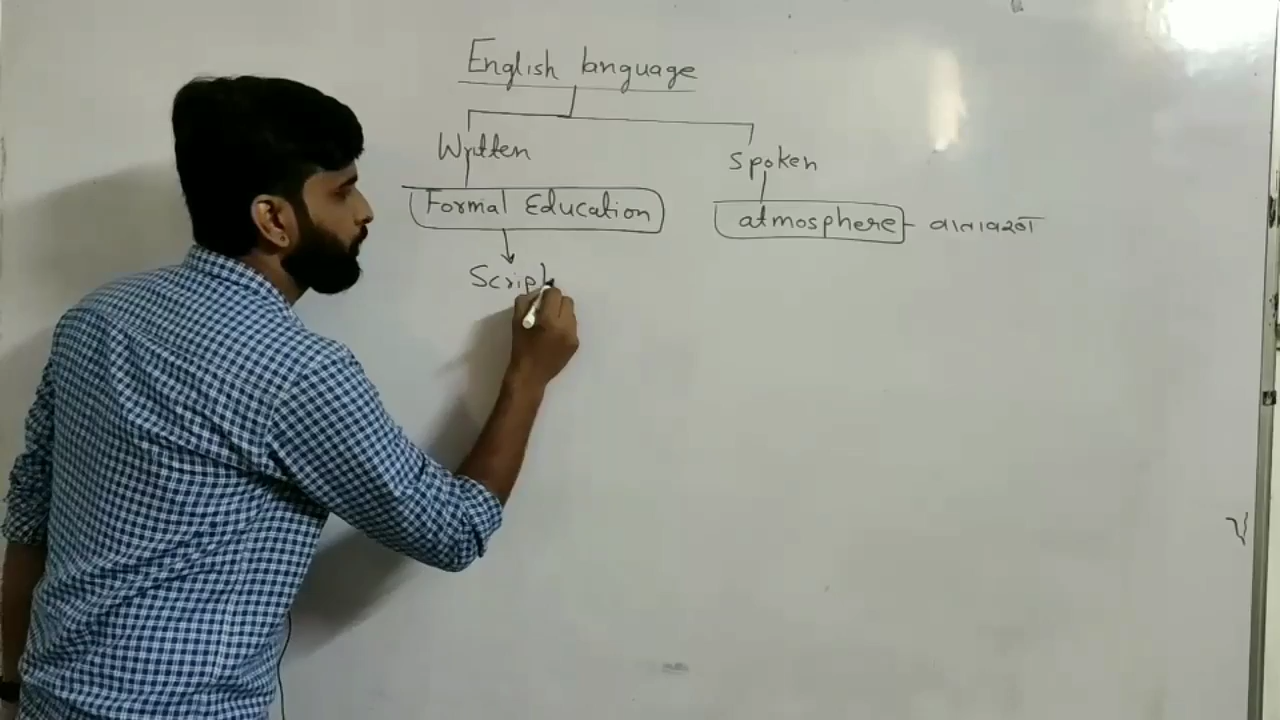 English language
Written
Spoken
Formal Education
atmosphere - વાતાવરણ
Script